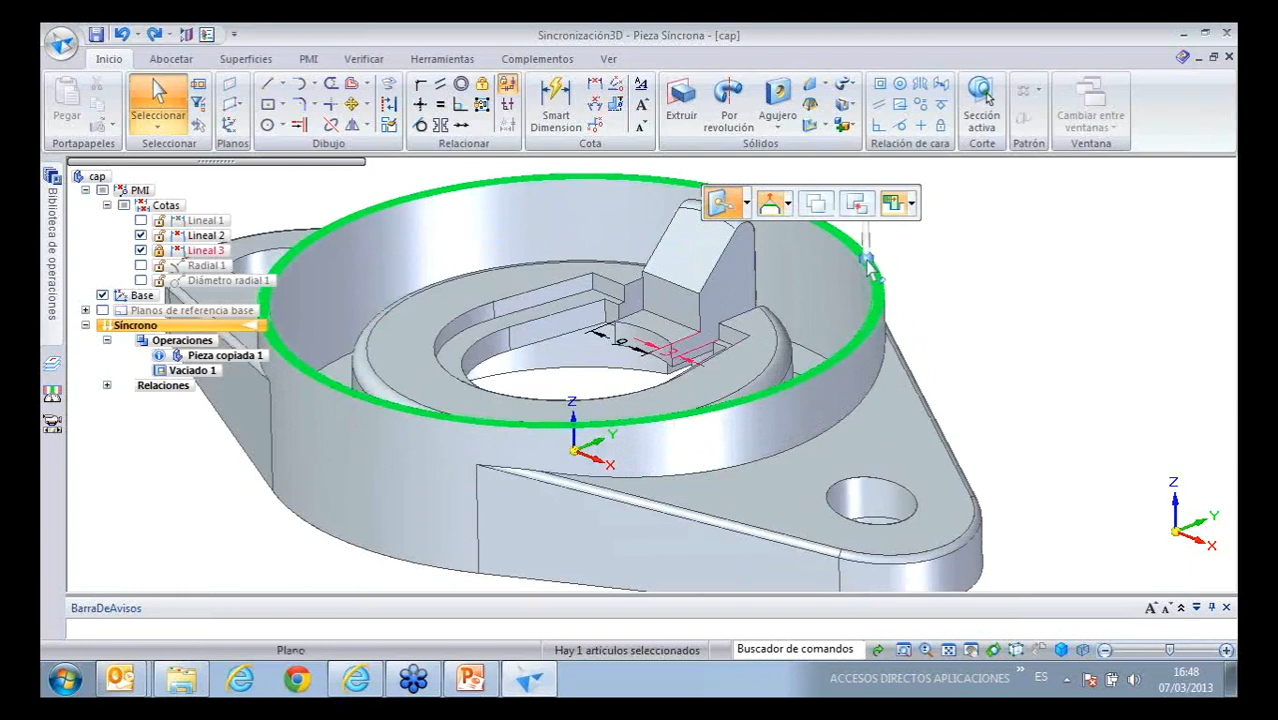 Sincronización3D - Pieza Síncrona - [cap]
Inicio
Abocetar
Superficies
PMI
Verificar
Herramientas
Complementos
Ver
Pegar
Seleccionar
Smart
Dimension
Extruir
Por
revolución
Agujero
Sección
activa
Cambiar entre
ventanas
Portapapeles
Seleccionar
Planos
Dibujo
Relacionar
Cota
Sólidos
Relación de cara
Corte
Patrón
Ventana
Biblioteca de operaciones
cap
PMI
Cotas
Lineal 1
Lineal 2
Lineal 3
Radial 1
Diámetro radial 1
Base
Planos de referencia base
Síncrono
Operaciones
Pieza copiada 1
Vaciado 1
Relaciones
Z
Y
X
Z
Y
X
BarraDeAvisos
Plano
Hay 1 artículos seleccionados
Buscador de comandos
ACCESOS DIRECTOS APLICACIONES
»
ES
16:48
07/03/2013